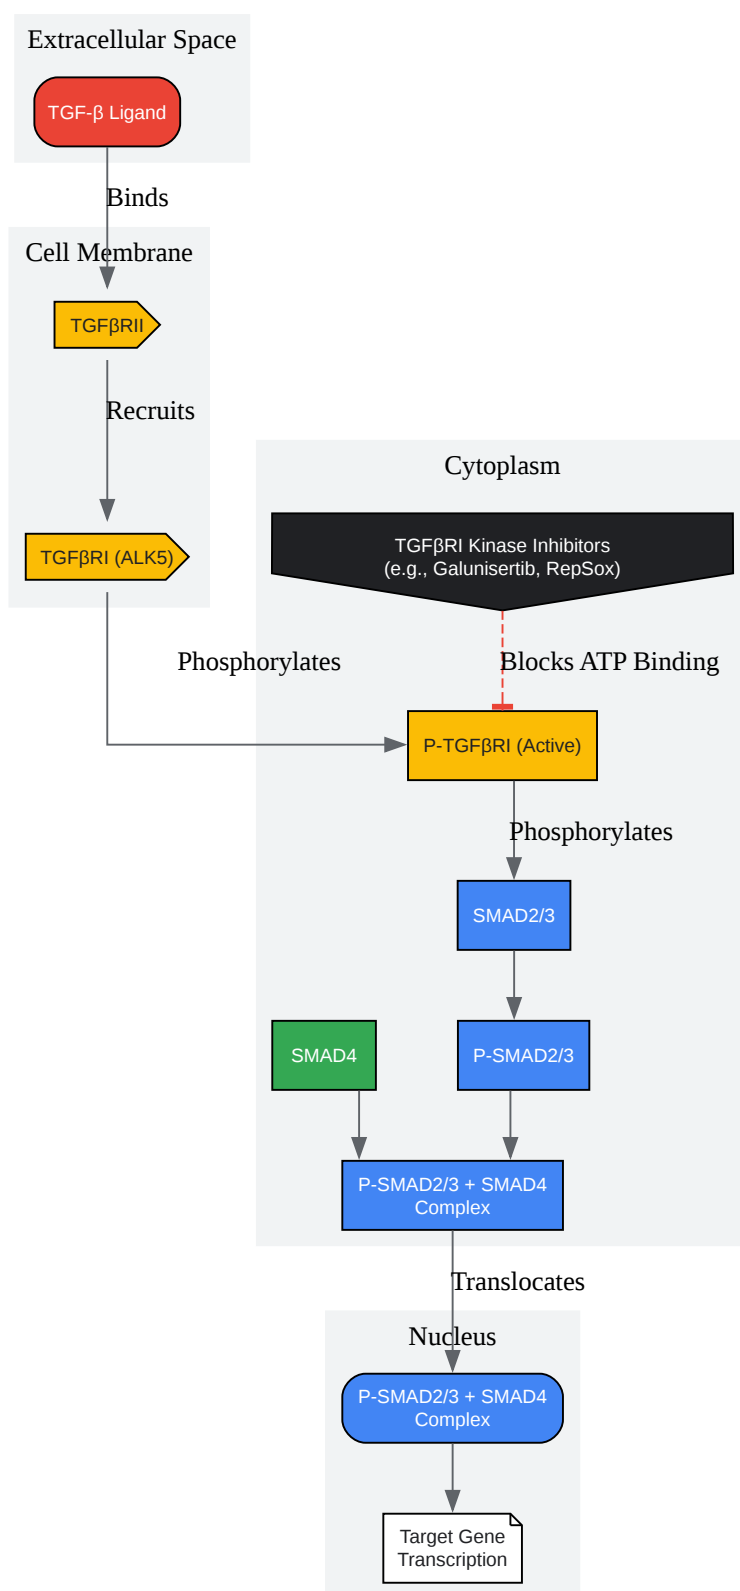 Extracellular Space
TGF-β Ligand
Binds
Cell Membrane
TGFβRII
Recruits
Cytoplasm
TGFβRI Kinase Inhibitors
(e.g., Galunisertib, RepSox)
TGFβRI (ALK5)
Phosphorylates
Blocks ATP Binding
P-TGFβRI (Active)
Phosphorylates
SMAD2/3
SMAD4
P-SMAD2/3
P-SMAD2/3 + SMAD4
Complex
Translocates
Nucleus
P-SMAD2/3 + SMAD4
Complex
Target Gene
Transcription